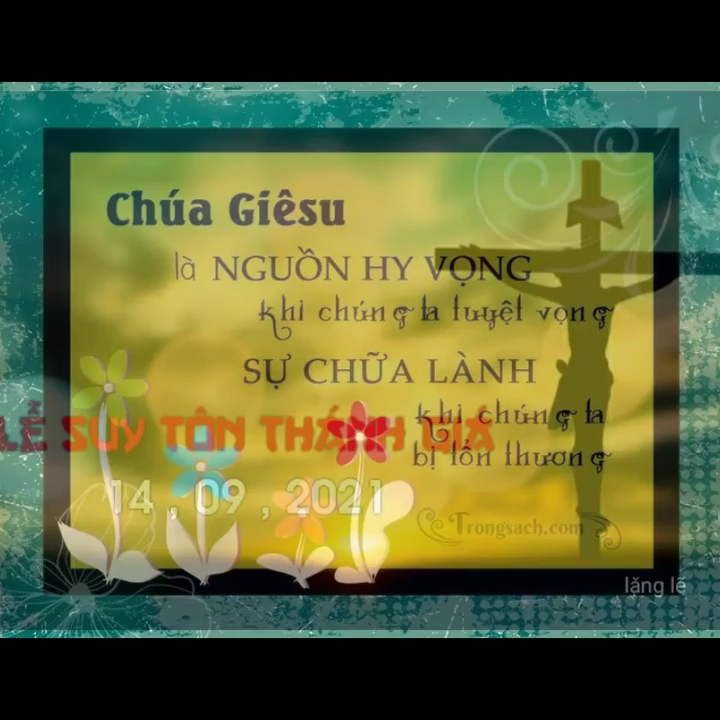 Chúa Giêsu
là NGUỒN HY VỌNG
khi chúng ta tuyệt vọng
SỰ CHỮA LÀNH
khi chúng ta
LỄ SUY TÔN THÁNH GIÁ
bị tổn thương
14 , 09 , 2021
Trongsach.com
lặng lẽ